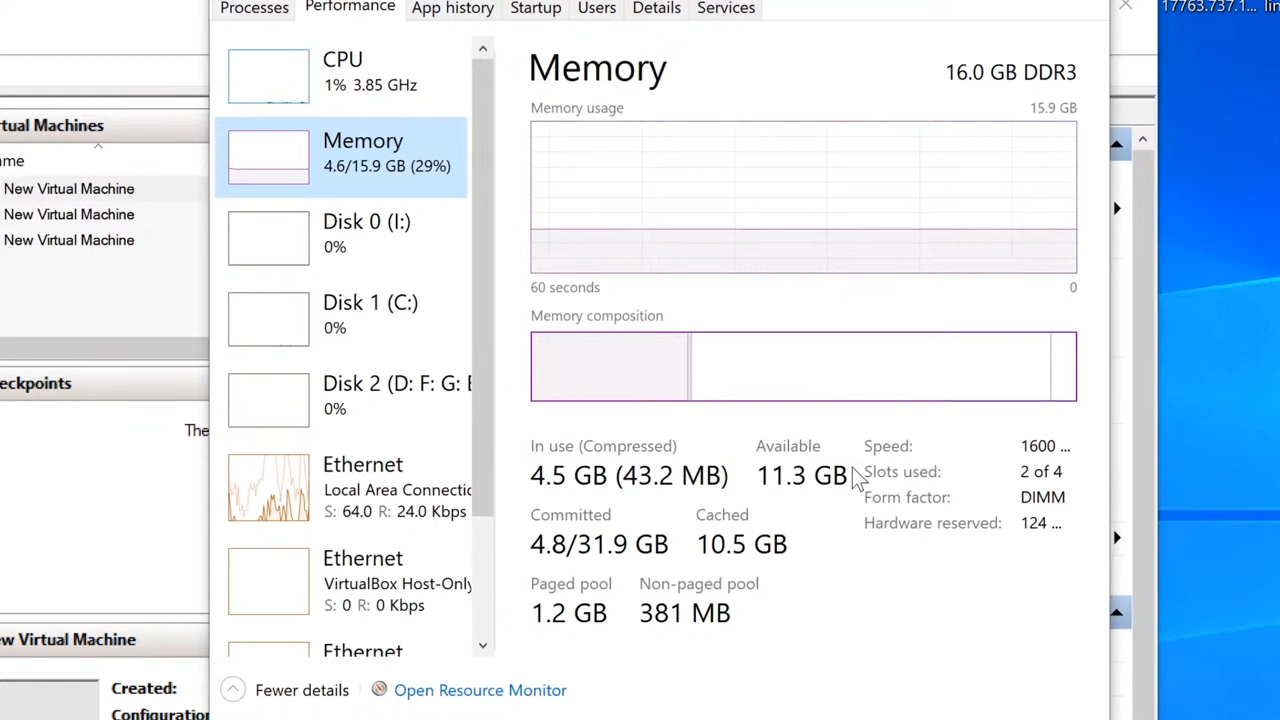 Processes Performance App history Startup Users Details Services
17763.737.1... lin
CPU
1% 3.85 GHz
Memory
4.6/15.9 GB (29%)
Disk 0 (I:)
0%
Disk 1 (C:)
0%
Disk 2 (D: F: G: E
0%
Ethernet
Local Area Connectic
S: 64.0 R: 24.0 Kbps
Ethernet
VirtualBox Host-Only
S: 0 R: 0 Kbps
Ethernet
Memory 16.0 GB DDR3
Memory usage 15.9 GB
60 seconds 0
Memory composition
In use (Compressed) Available
4.5 GB (43.2 MB) 11.3 GB
Committed Cached
4.8/31.9 GB 10.5 GB
Paged pool Non-paged pool
1.2 GB 381 MB
Speed: 1600 ...
Slots used: 2 of 4
Form factor: DIMM
Hardware reserved: 124 ...
Fewer details Open Resource Monitor
rtual Machines
ame
New Virtual Machine
New Virtual Machine
New Virtual Machine
eckpoints
The
ew Virtual Machine
Created:
Configuratio